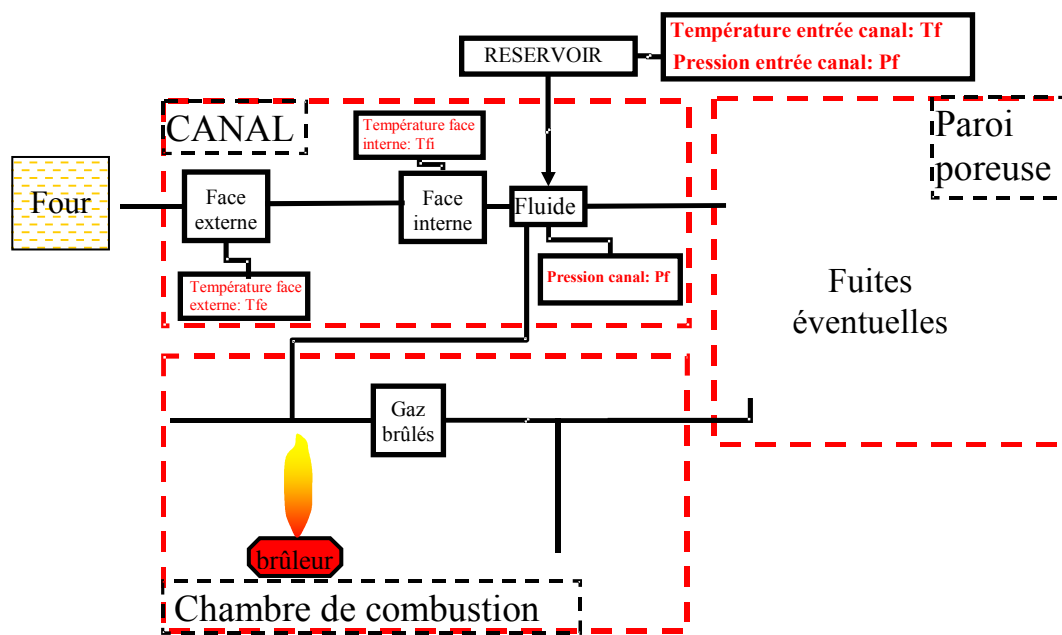 Température entrée canal: Tf
RESERVOIR
Pression entrée canal: Pf
CANAL
Température face
interne: Tfi
Paroi
poreuse
Four
Face
externe
Face
interne
Fluide
Température face
externe: Tfe
Pression canal: Pf
Fuites
éventuelles
Gaz
brûlés
brûleur
Chambre de combustion